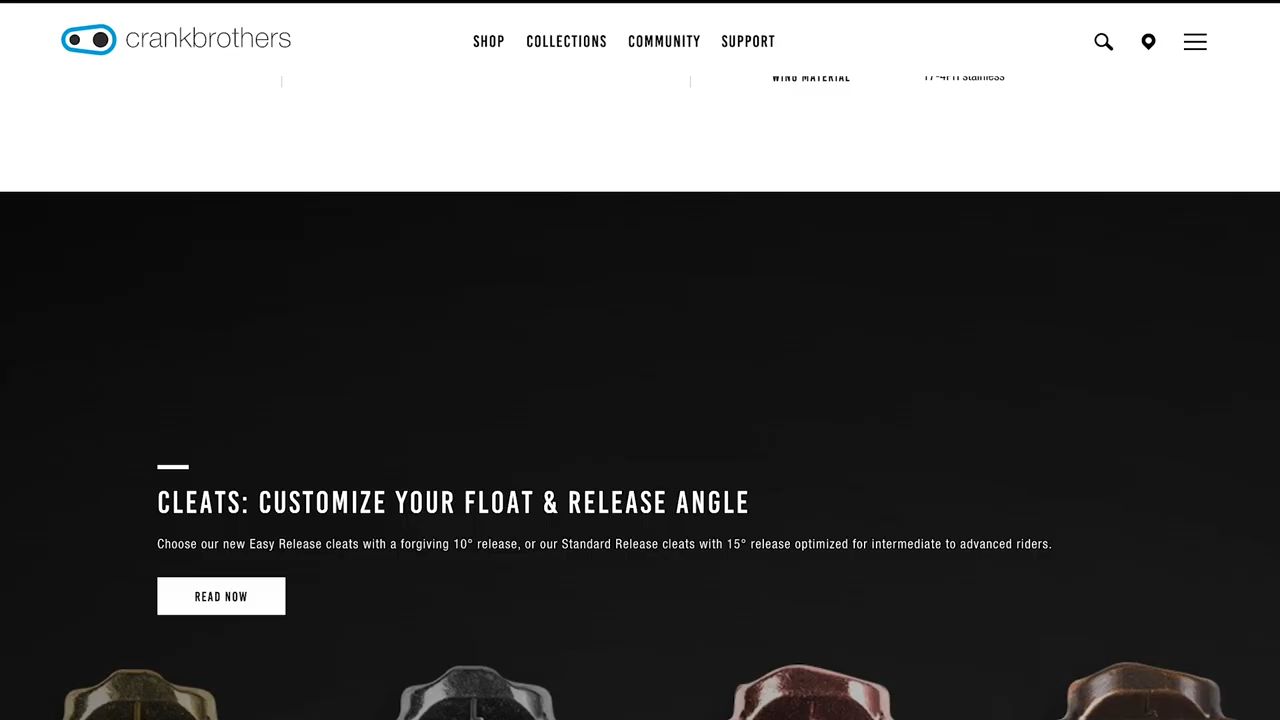 crankbrothers
SHOP COLLECTIONS COMMUNITY SUPPORT
WING MATERIAL 17-4PH stainless
CLEATS: CUSTOMIZE YOUR FLOAT & RELEASE ANGLE
Choose our new Easy Release cleats with a forgiving 10° release, or our Standard Release cleats with 15° release optimized for intermediate to advanced riders.
READ NOW